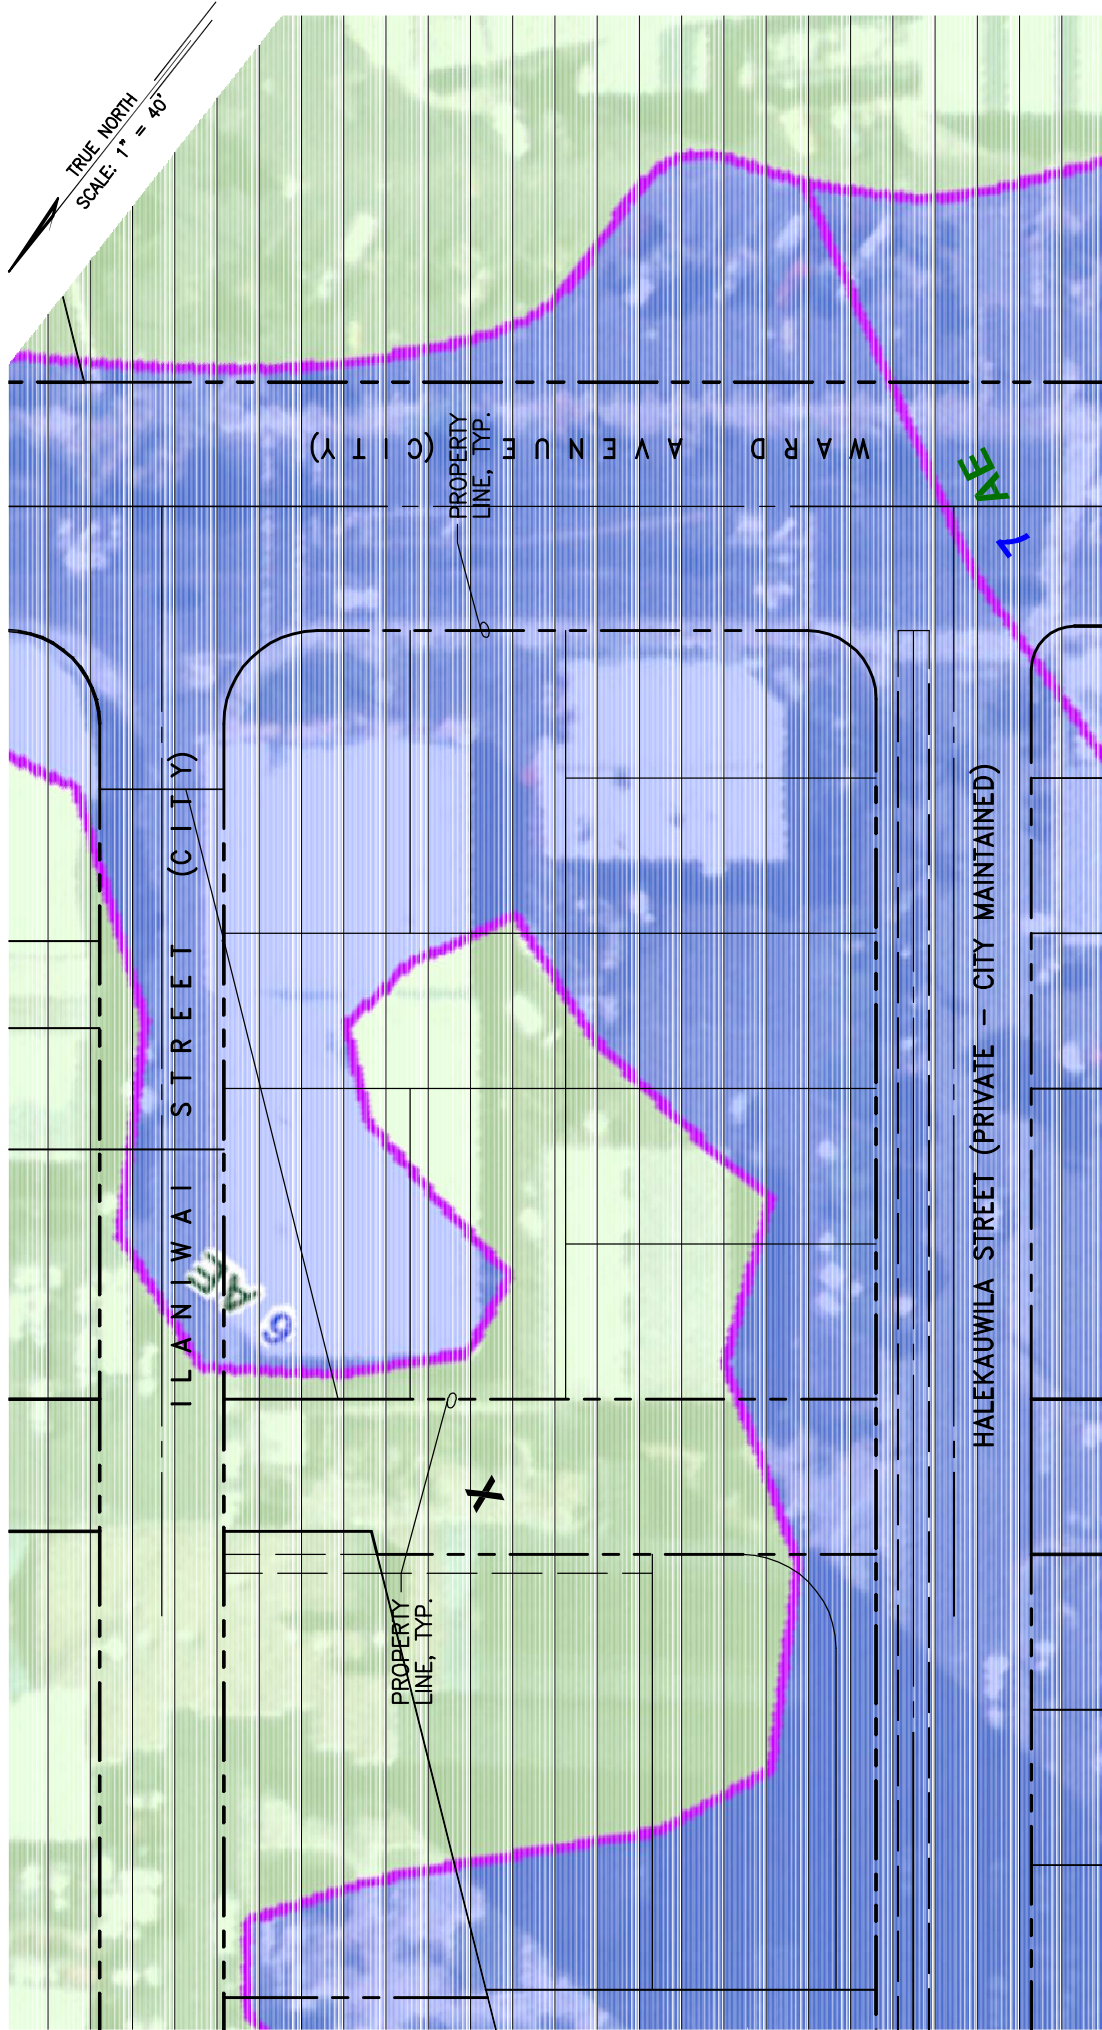 TRUE NORTH
SCALE: 1" = 40'
WARD AVENUE (CITY)
PROPERTY
LINE, TYP.
AE
7
ILANIWAI STREET (CITY)
HALEKAUWILA STREET (PRIVATE - CITY MAINTAINED)
AE
6
X
PROPERTY
LINE, TYP.